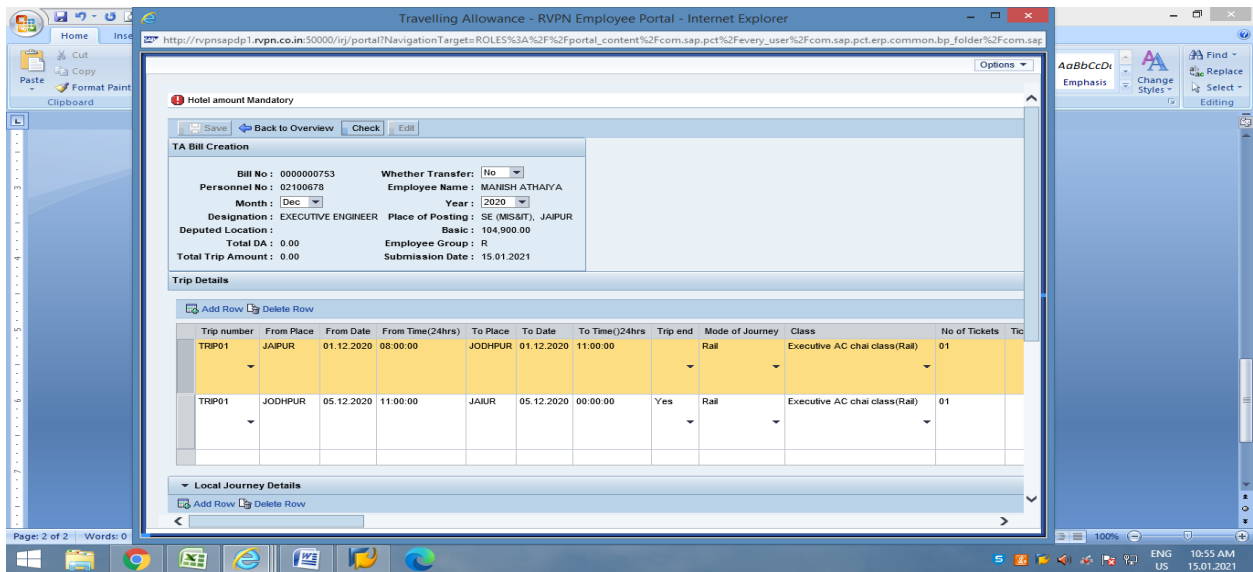 Travelling Allowance - RVPN Employee Portal - Internet Explorer
Home Inse
http://rvpnsapdp1.rvpn.co.in:50000/irj/portal?NavigationTarget=ROLES%3A%2F%2Fportal_content%2Fcom.sap.pct%2Fevery_user%2Fcom.sap.pct.erp.common.bp_folder%2Fcom.sap
Cut
Copy
Paste
Format Paint
Clipboard
Options
AaBbCcDc
Emphasis
Change
Styles
Find
Replace
Select
Editing
Hotel amount Mandatory
Save Back to Overview Check Edit
TA Bill Creation
Bill No : 0000000753 Whether Transfer: No
Personnel No : 02100678 Employee Name : MANISH ATHAIYA
Month : Dec Year : 2020
Designation : EXECUTIVE ENGINEER Place of Posting : SE (MIS&IT), JAIPUR
Deputed Location : Basic : 104,900.00
Total DA : 0.00 Employee Group : R
Total Trip Amount : 0.00 Submission Date : 15.01.2021
Trip Details
Add Row Delete Row
Trip number From Place From Date From Time(24hrs) To Place To Date To Time()24hrs Trip end Mode of Journey Class No of Tickets Tic
TRIP01 JAIPUR 01.12.2020 08:00:00 JODHPUR 01.12.2020 11:00:00 Rail Executive AC chai class(Rail) 01
TRIP01 JODHPUR 05.12.2020 11:00:00 JAIUR 05.12.2020 00:00:00 Yes Rail Executive AC chai class(Rail) 01
Local Journey Details
Add Row Delete Row
Page: 2 of 2 Words: 0 100%
ENG 10:55 AM
US 15.01.2021